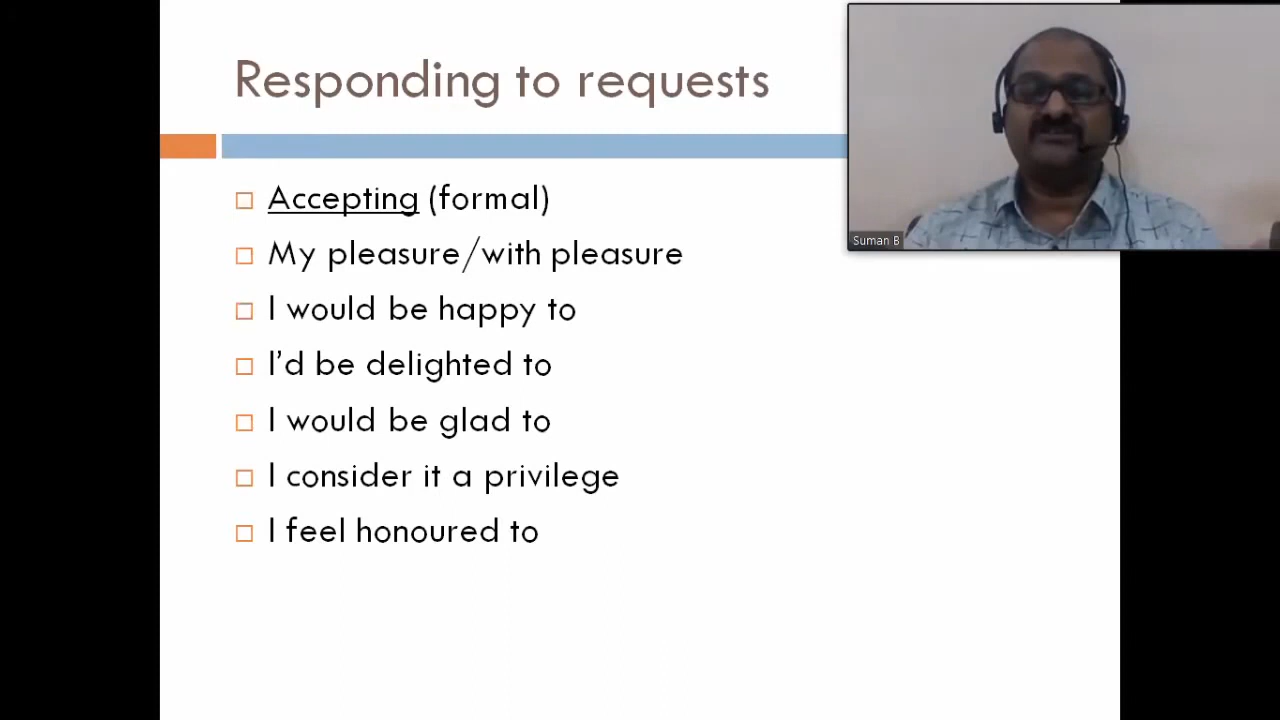 Responding to requests
Accepting (formal)
My pleasure/with pleasure
I would be happy to
I'd be delighted to
I would be glad to
I consider it a privilege
I feel honoured to
Suman B